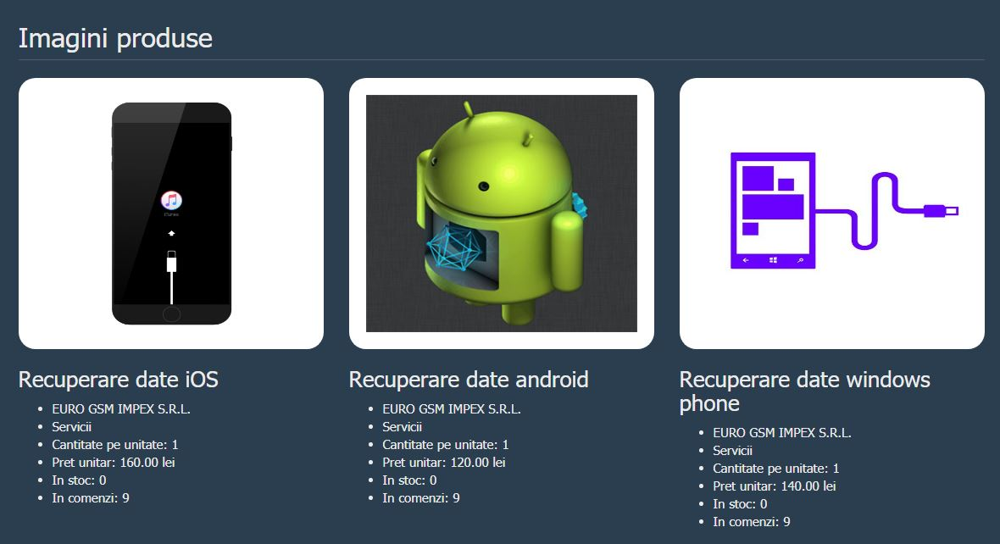 Imagini produse
iTunes
Recuperare date iOS
EURO GSM IMPEX S.R.L.
Servicii
Cantitate pe unitate: 1
Pret unitar: 160.00 lei
In stoc: 0
In comenzi: 9
Recuperare date android
EURO GSM IMPEX S.R.L.
Servicii
Cantitate pe unitate: 1
Pret unitar: 120.00 lei
In stoc: 0
In comenzi: 9
Recuperare date windows
phone
EURO GSM IMPEX S.R.L.
Servicii
Cantitate pe unitate: 1
Pret unitar: 140.00 lei
In stoc: 0
In comenzi: 9